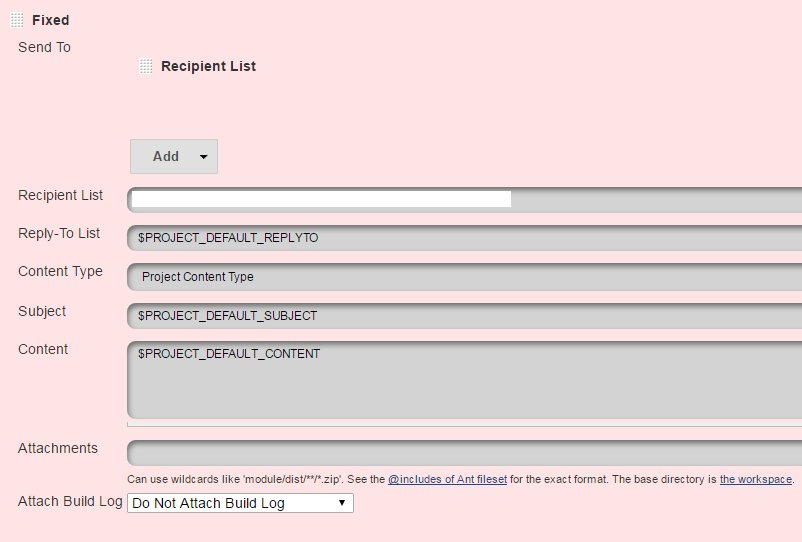 Fixed
Send To
Recipient List
Add
Recipient List
Reply-To List
$PROJECT_DEFAULT_REPLYTO
Content Type
Project Content Type
Subject
$PROJECT_DEFAULT_SUBJECT
Content
$PROJECT_DEFAULT_CONTENT
Attachments
Can use wildcards like 'module/dist/**/*.zip'. See the @includes of Ant fileset for the exact format. The base directory is the workspace.
Attach Build Log
Do Not Attach Build Log